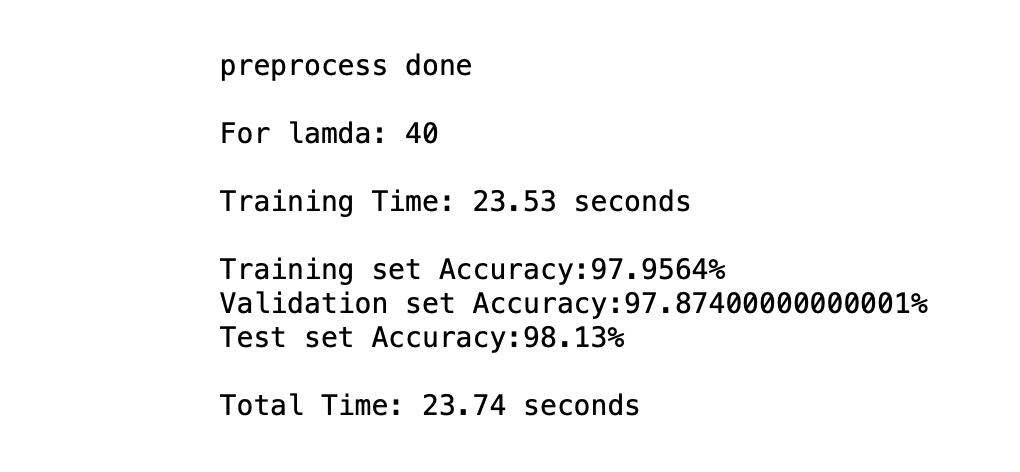 preprocess done
For lamda: 40
Training Time: 23.53 seconds
Training set Accuracy:97.9564%
Validation set Accuracy:97.87400000000001%
Test set Accuracy:98.13%
Total Time: 23.74 seconds